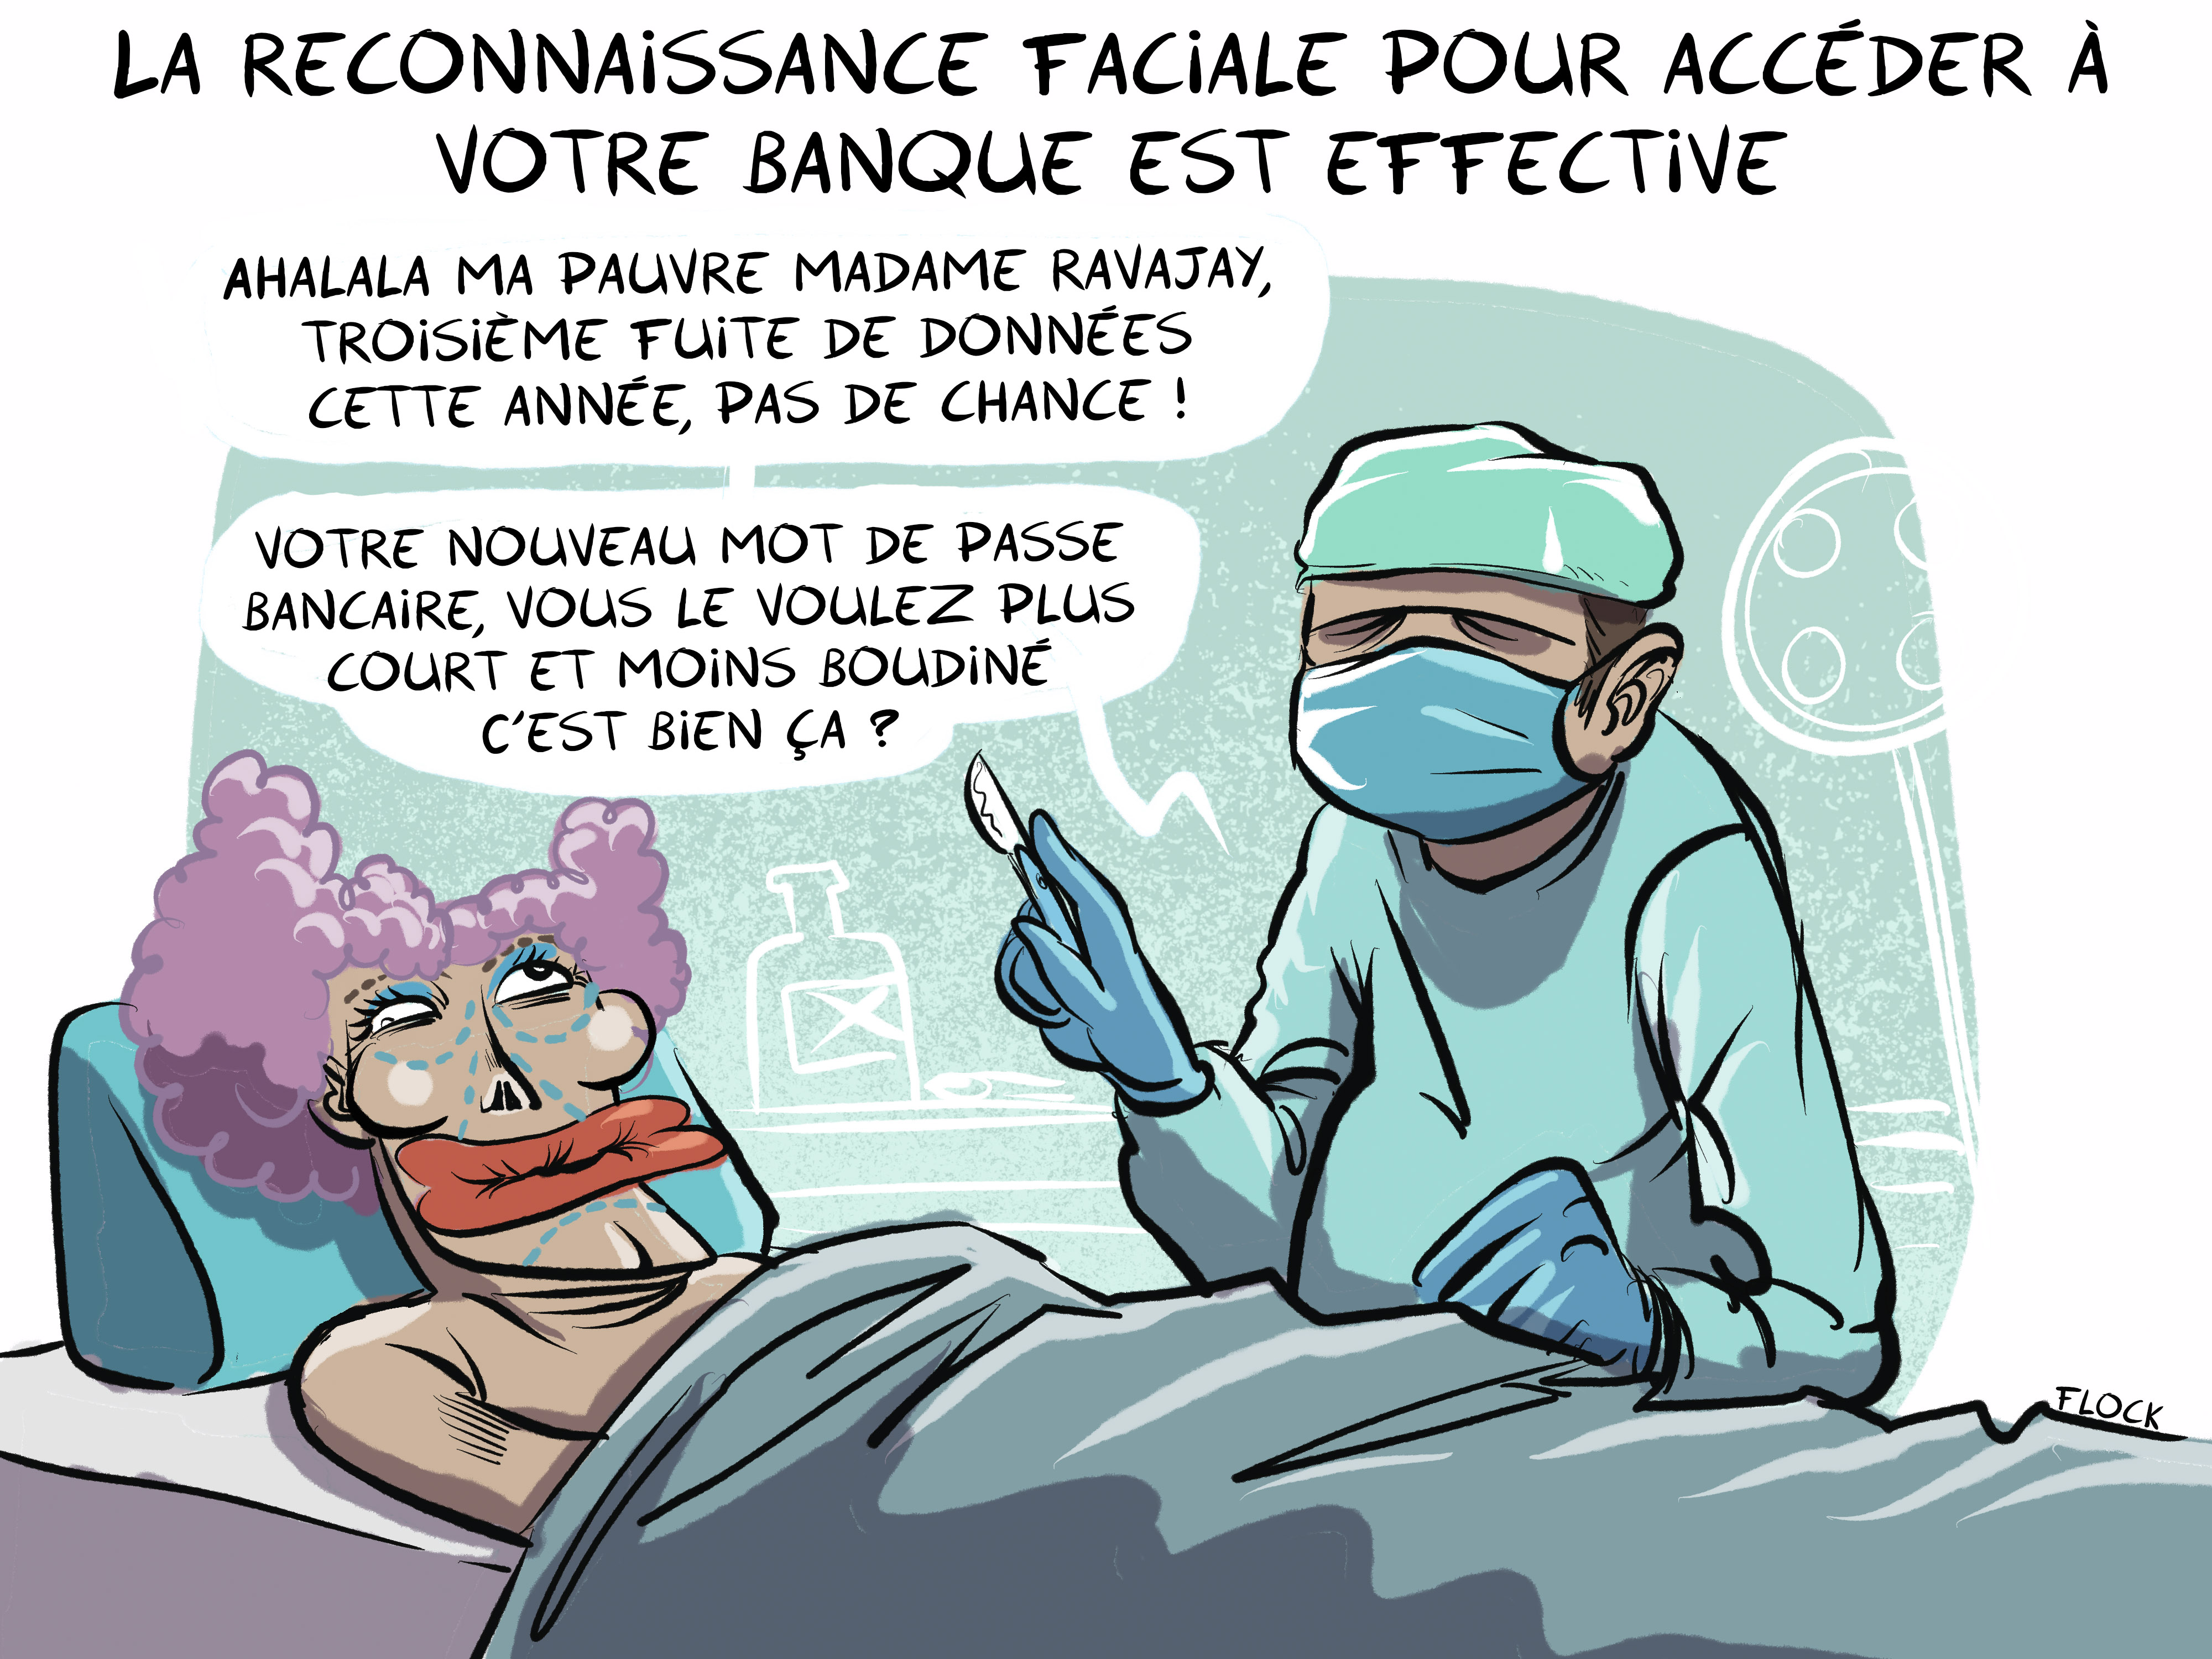 LA RECONNAISSANCE FACIALE POUR ACCÉDER À
VOTRE BANQUE EST EFFECTIVE
AHALALA MA PAUVRE MADAME RAVAJAY,
TROISIÈME FUITE DE DONNÉES
CETTE ANNÉE, PAS DE CHANCE !
VOTRE NOUVEAU MOT DE PASSE
BANCAIRE, VOUS LE VOULEZ PLUS
COURT ET MOINS BOUDINÉ
C'EST BIEN ÇA ?
FLOCK